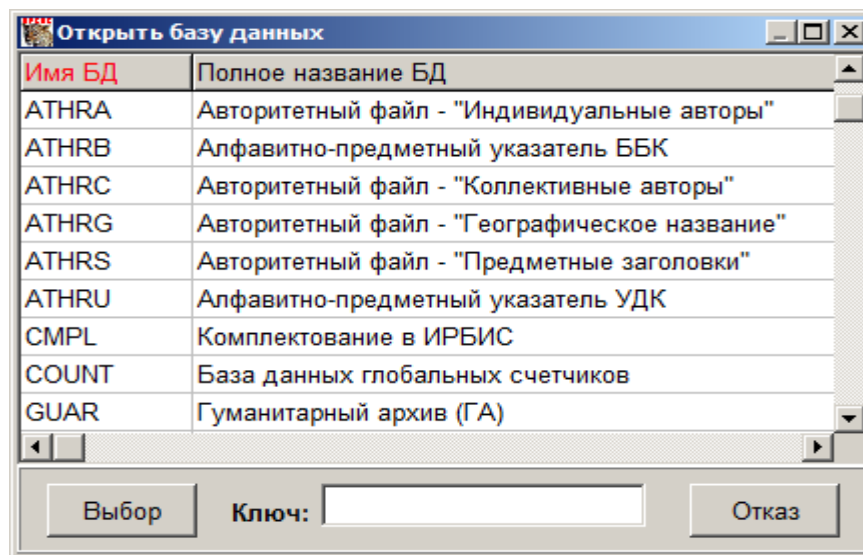 Открыть базу данных
Имя БД Полное название БД
ATHRA Авторитетный файл - "Индивидуальные авторы"
ATHRB Алфавитно-предметный указатель ББК
ATHRC Авторитетный файл - "Коллективные авторы"
ATHRG Авторитетный файл - "Географическое название"
ATHRS Авторитетный файл - "Предметные заголовки"
ATHRU Алфавитно-предметный указатель УДК
CMPL Комплектование в ИРБИС
COUNT База данных глобальных счетчиков
GUAR Гуманитарный архив (ГА)
Выбор Ключ: Отказ